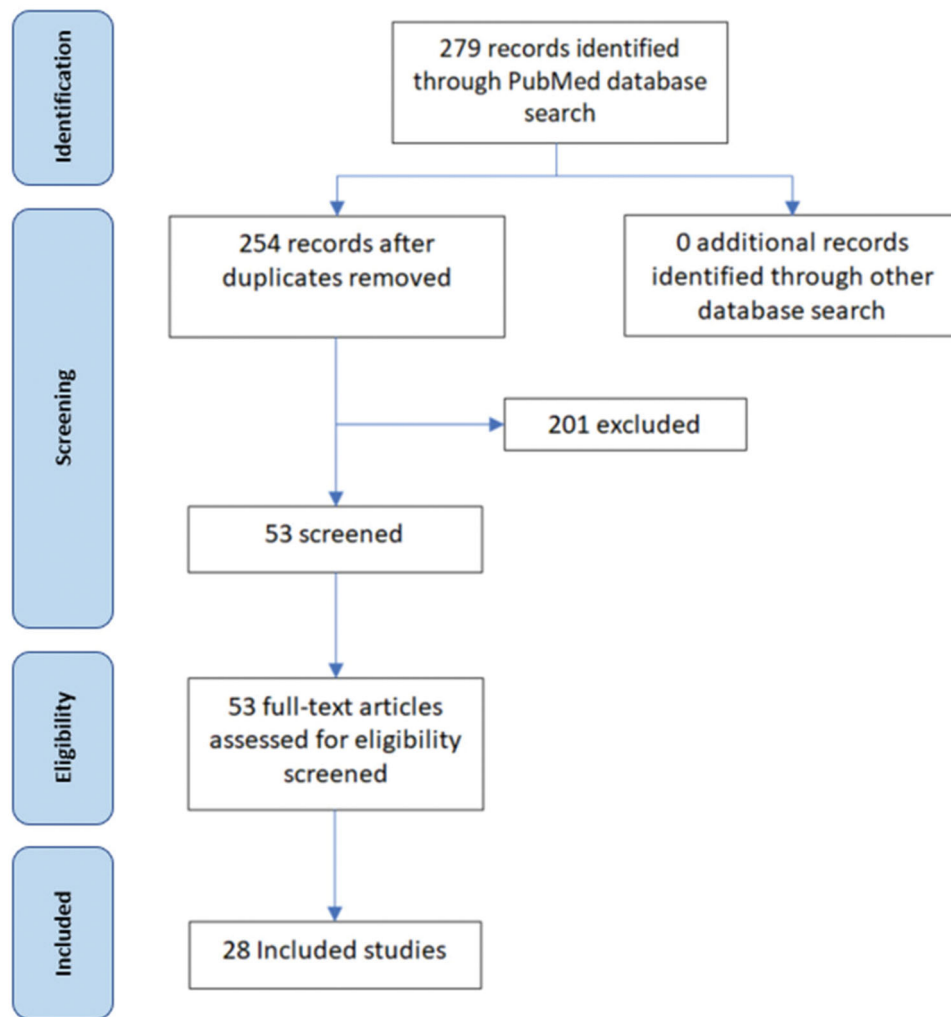 Identification
279 records identified
through PubMed database
search
Screening
254 records after
duplicates removed
0 additional records
identified through other
database search
201 excluded
53 screened
Eligibility
53 full-text articles
assessed for eligibility
screened
Included
28 Included studies